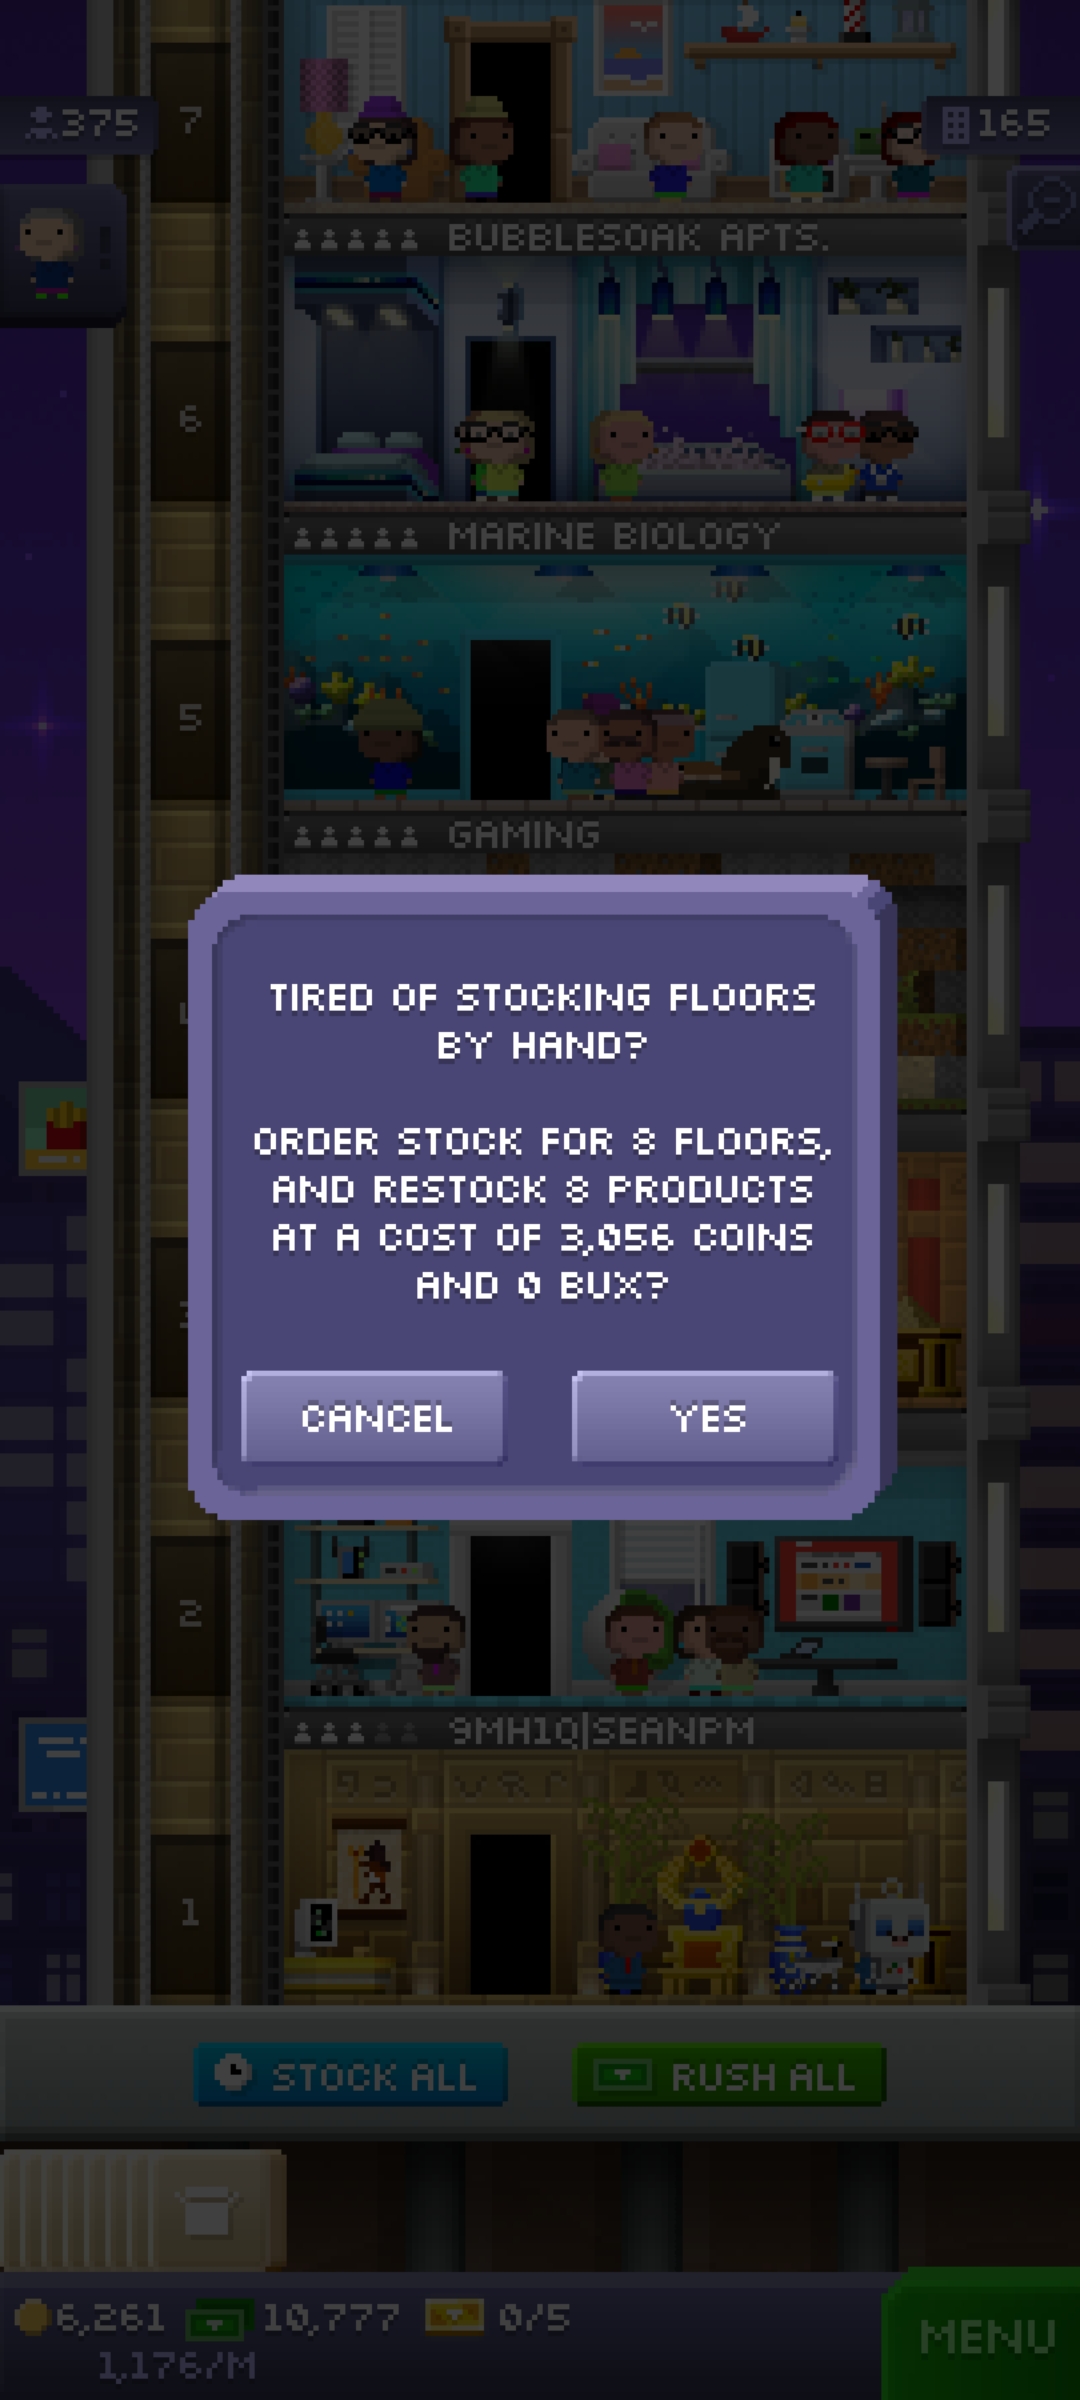 375
7
165
BUBBLESOAK APTS.
6
MARINE BIOLOGY
5
GAMING
TIRED OF STOCKING FLOORS
BY HAND?
ORDER STOCK FOR 8 FLOORS,
AND RESTOCK 8 PRODUCTS
AT A COST OF 3,056 COINS
AND 0 BUX?
CANCEL
YES
2
9MH1Q|SEANPM
1
STOCK ALL
RUSH ALL
6,261
10,777
0/5
1,176/M
MENU